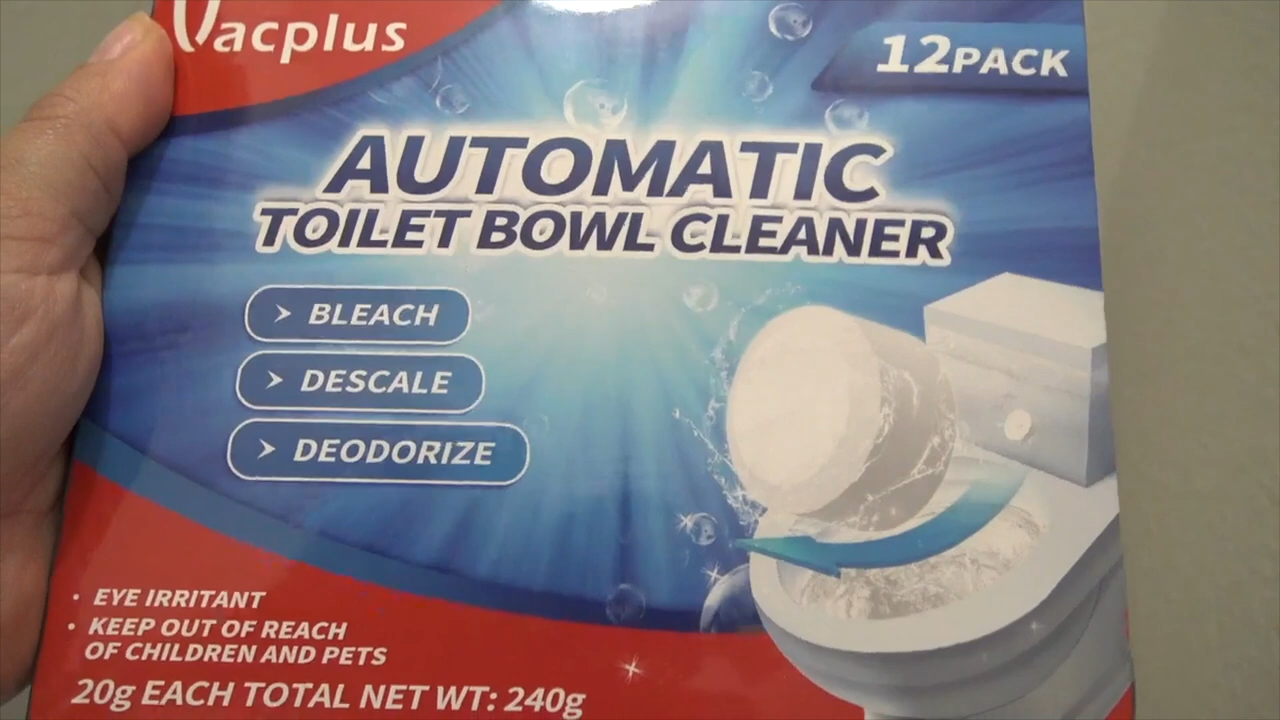 Vacplus
12PACK
AUTOMATIC
TOILET BOWL CLEANER
> BLEACH
> DESCALE
> DEODORIZE
• EYE IRRITANT
• KEEP OUT OF REACH
OF CHILDREN AND PETS
20g EACH TOTAL NET WT: 240g